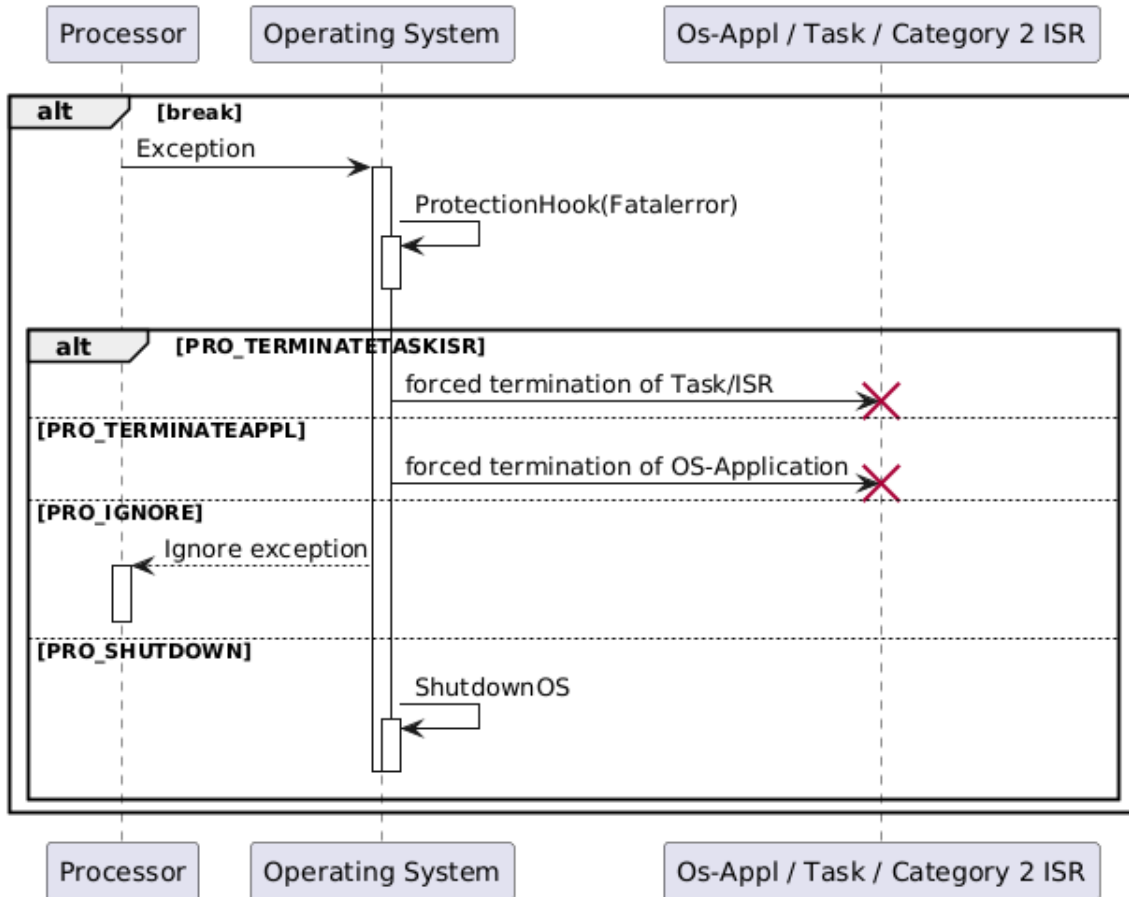 Processor
Operating System
Os-Appl / Task / Category 2 ISR
alt [break]
Exception
ProtectionHook(Fatalerror)
alt [PRO_TERMINATETASKISR]
forced termination of Task/ISR
[PRO_TERMINATEAPPL]
forced termination of OS-Application
[PRO_IGNORE]
Ignore exception
[PRO_SHUTDOWN]
ShutdownOS
Processor
Operating System
Os-Appl / Task / Category 2 ISR